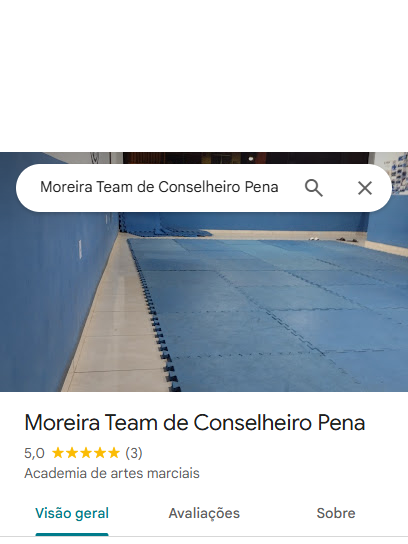 Moreira Team de Conselheiro Pena
Moreira Team de Conselheiro Pena
5,0 (3)
Academia de artes marciais
Visão geral Avaliações Sobre